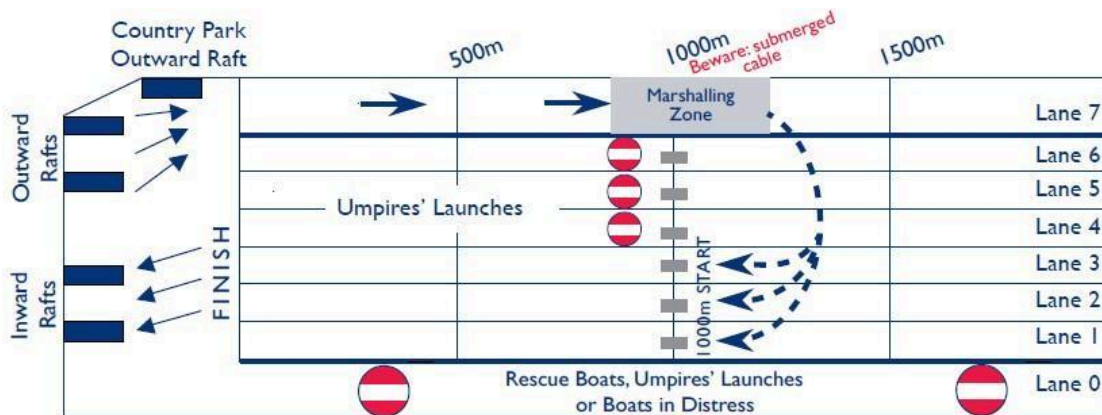 Country Park
Outward Raft
500m
1000m
Beware: submerged
cable
1500m
Marshalling
Zone
Lane 7
Outward
Rafts
Lane 6
Lane 5
Umpires' Launches
Lane 4
FINISH
1000m START
Lane 3
Inward
Rafts
Lane 2
Lane 1
Rescue Boats, Umpires' Launches
or Boats in Distress
Lane 0